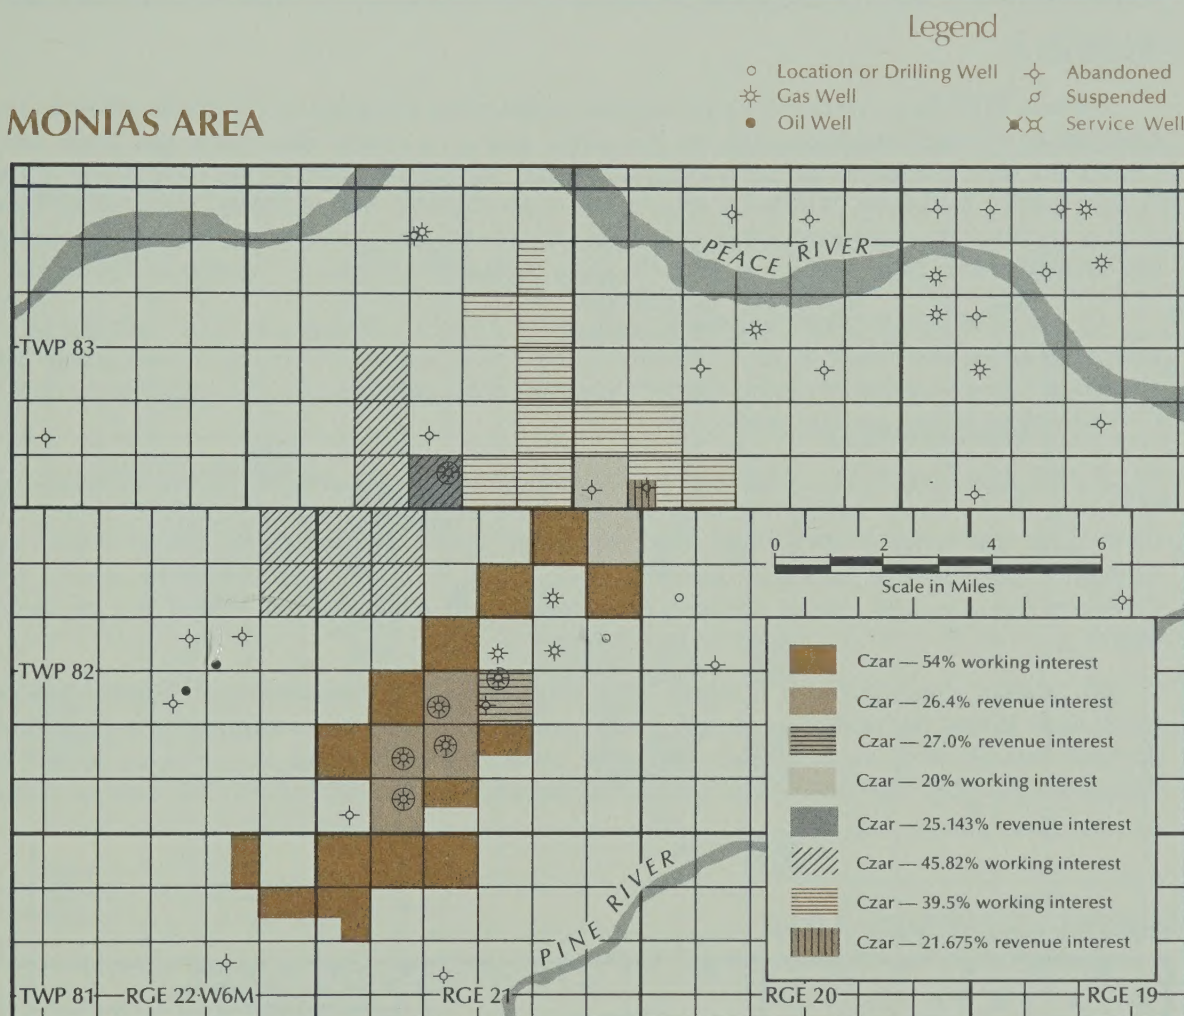 Legend
Location or Drilling Well
Gas Well
Oil Well
Abandoned
Suspended
Service Well
MONIAS AREA
PEACE RIVER
TWP 83
0 2 4 6
Scale in Miles
TWP 82
Czar — 54% working interest
Czar — 26.4% revenue interest
Czar — 27.0% revenue interest
Czar — 20% working interest
Czar — 25.143% revenue interest
Czar — 45.82% working interest
Czar — 39.5% working interest
Czar — 21.675% revenue interest
PINE RIVER
TWP 81 RGE 22 W6M RGE 21 RGE 20 RGE 19